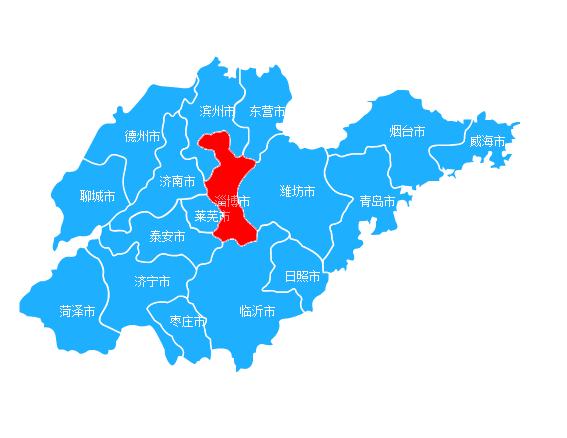 滨州市
东营市
德州市
烟台市
威海市
济南市
潍坊市
聊城市
淄博市
青岛市
莱芜市
泰安市
日照市
济宁市
菏泽市
临沂市
枣庄市